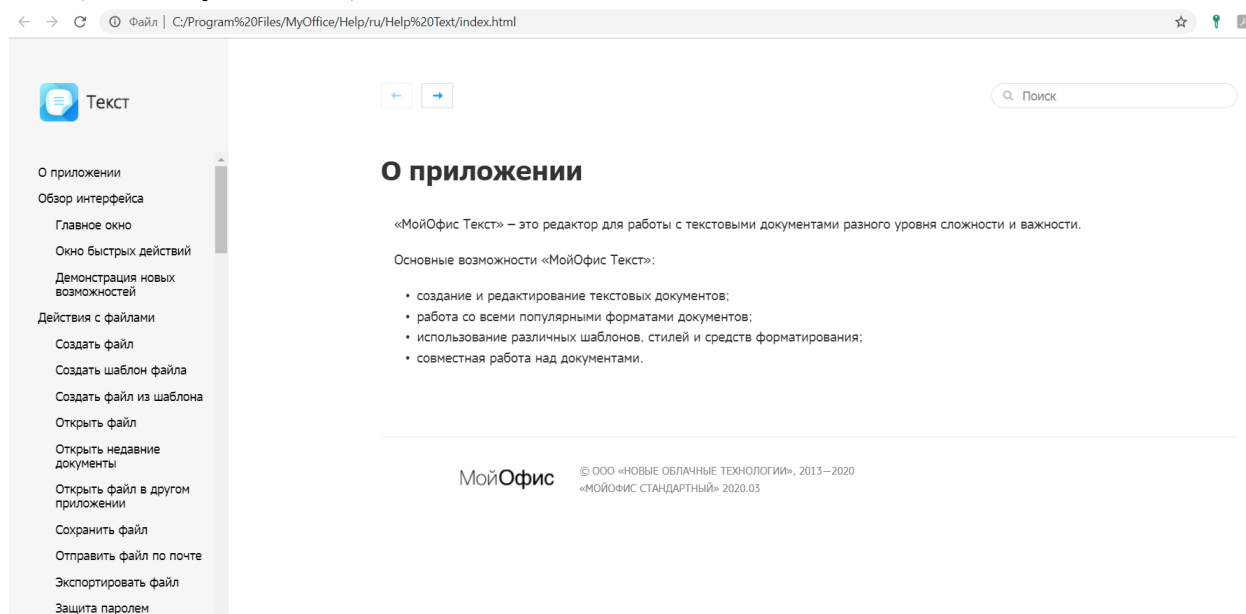 Файл | C:/Program%20Files/MyOffice/Help/ru/Help%20Text/index.html
Текст
Поиск
О приложении
Обзор интерфейса
Главное окно
Окно быстрых действий
Демонстрация новых
возможностей
Действия с файлами
Создать файл
Создать шаблон файла
Создать файл из шаблона
Открыть файл
Открыть недавние
документы
Открыть файл в другом
приложении
Сохранить файл
Отправить файл по почте
Экспортировать файл
Защита паролем
О приложении
«МойОфис Текст» – это редактор для работы с текстовыми документами разного уровня сложности и важности.
Основные возможности «МойОфис Текст»:
• создание и редактирование текстовых документов;
• работа со всеми популярными форматами документов;
• использование различных шаблонов, стилей и средств форматирования;
• совместная работа над документами.
МойОфис
© ООО «НОВЫЕ ОБЛАЧНЫЕ ТЕХНОЛОГИИ», 2013—2020
«МОЙОФИС СТАНДАРТНЫЙ» 2020.03